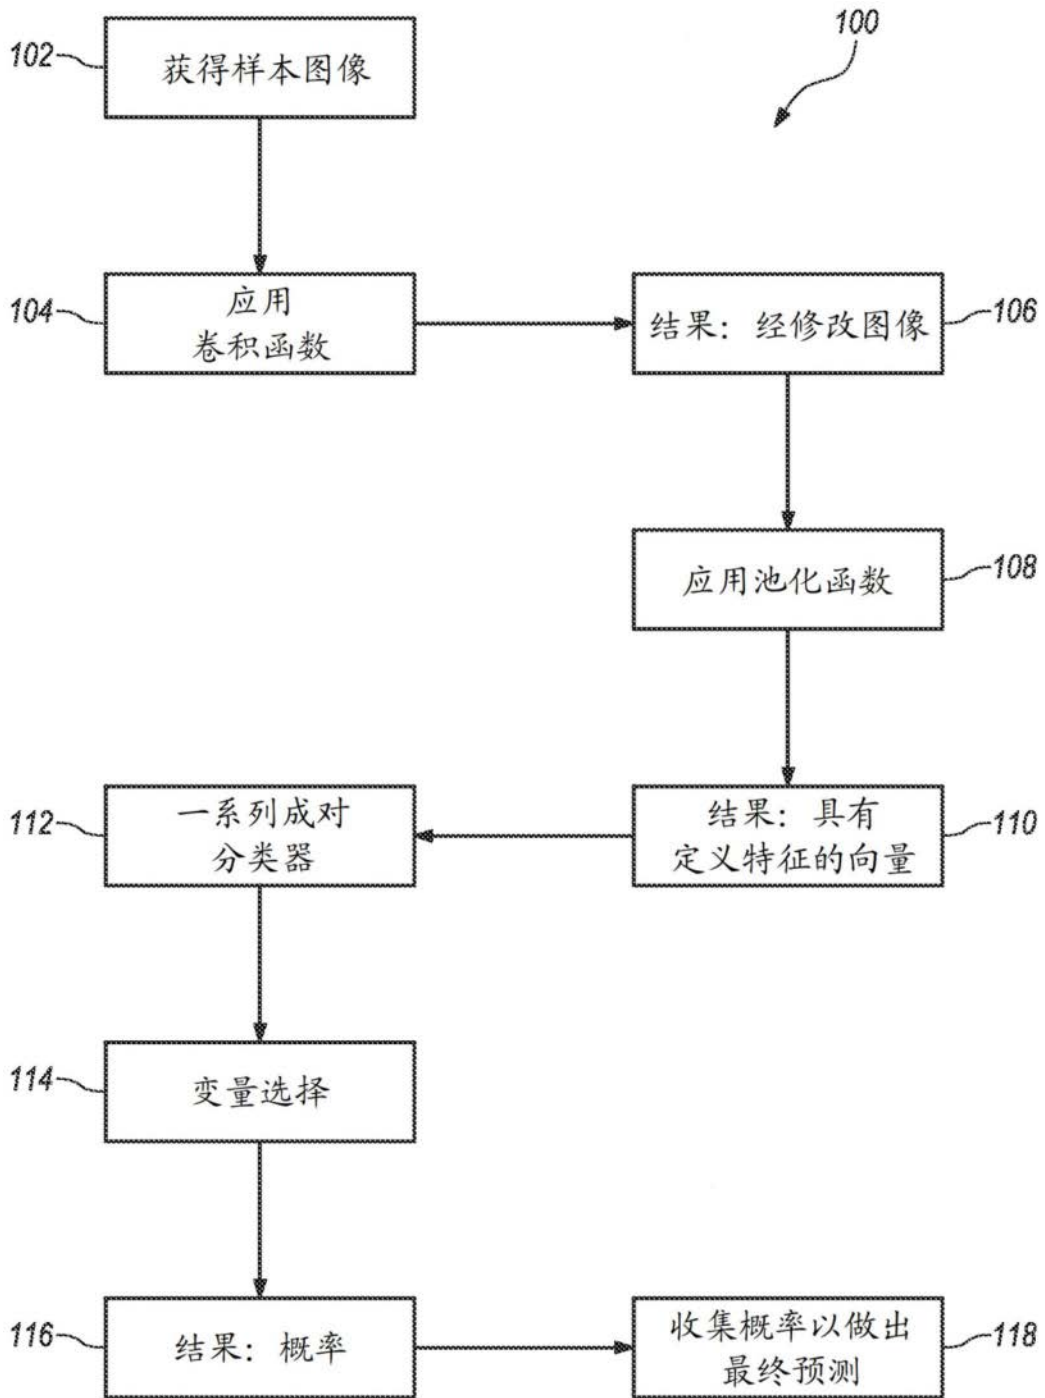 100
102
获得样本图像
104
应用
卷积函数
结果：经修改图像
106
应用池化函数
108
112
一系列成对
分类器
结果：具有
定义特征的向量
110
114
变量选择
116
结果：概率
收集概率以做出
最终预测
118